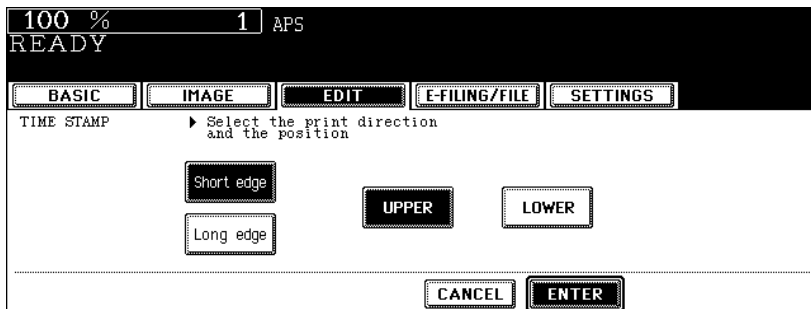 100 % 1 APS
READY
BASIC IMAGE EDIT E-FILING/FILE SETTINGS
TIME STAMP Select the print direction
and the position
Short edge
UPPER LOWER
Long edge
CANCEL ENTER